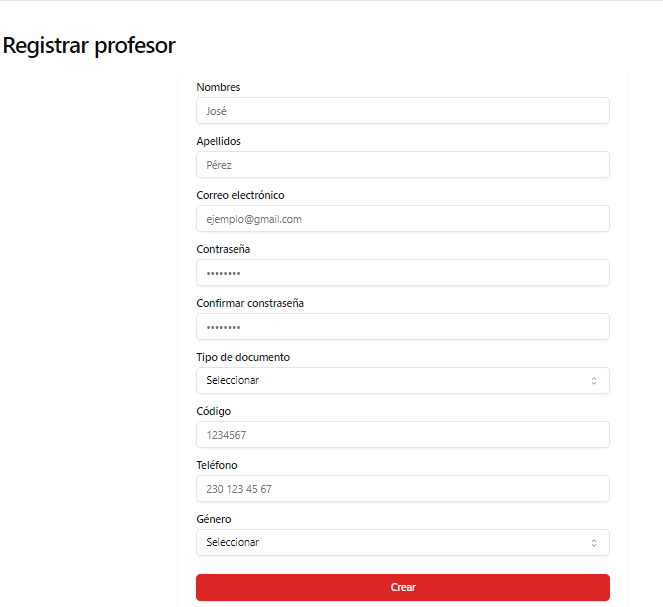 Registrar profesor
Nombres
José
Apellidos
Pérez
Correo electrónico
ejemplo@gmail.com
Contraseña
••••••••
Confirmar constraseña
••••••••
Tipo de documento
Seleccionar
Código
1234567
Teléfono
230 123 45 67
Género
Seleccionar
Crear